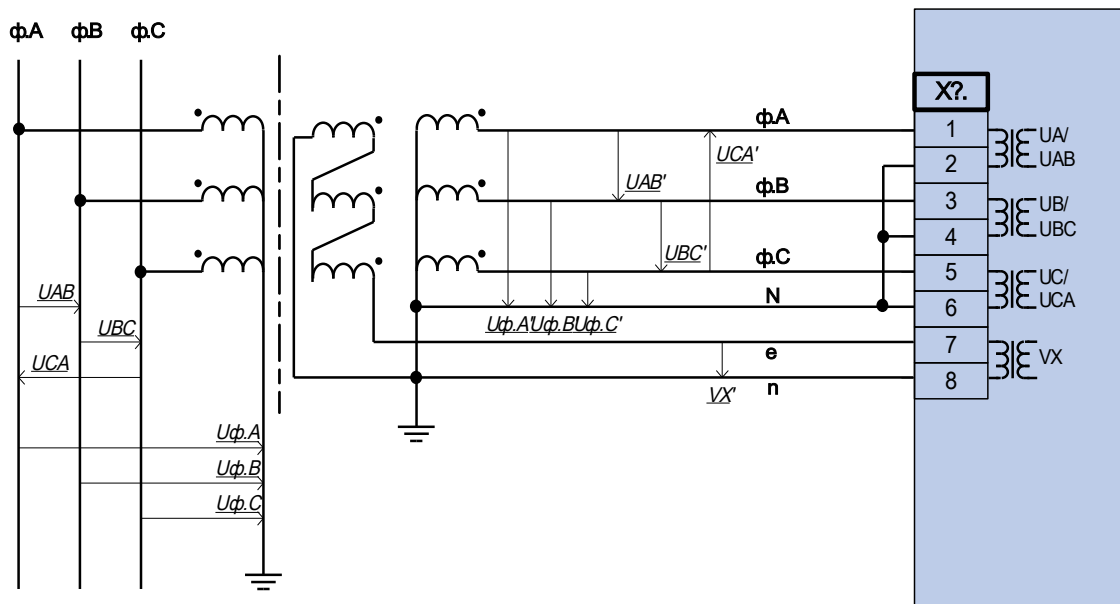 ф.А ф.В ф.С
X?.
ф.А
1
UA/
UAB
UCA'
2
UAB'
ф.В
3
UB/
UBC
4
UBC'
ф.С
5
UC/
UCA
UAB
N
6
Uф.A' Uф.B' Uф.C'
UBC
7
e
VX
UCA
8
n
VX'
Uф.A
Uф.B
Uф.C